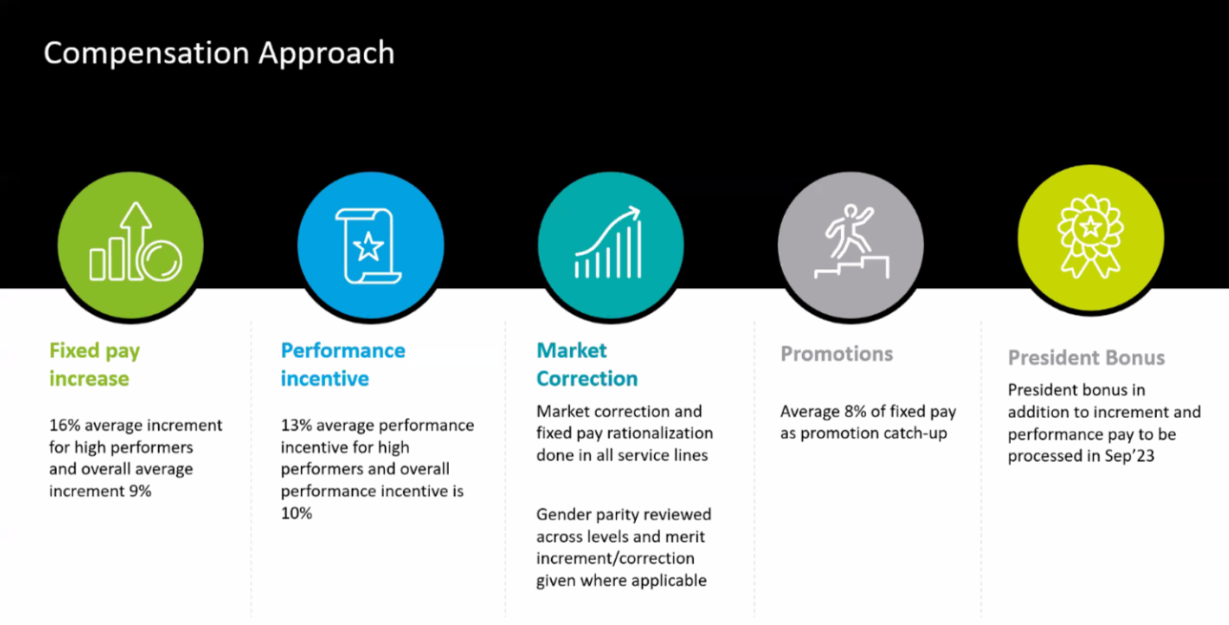 Compensation Approach
Fixed pay
increase
16% average increment
for high performers
and overall average
increment 9%
Performance
incentive
13% average performance
incentive for high
performers and overall
performance incentive is
10%
Market
Correction
Market correction and
fixed pay rationalization
done in all service lines
Gender parity reviewed
across levels and merit
increment/correction
given where applicable
Promotions
Average 8% of fixed pay
as promotion catch-up
President Bonus
President bonus in
addition to increment and
performance pay to be
processed in Sep’23